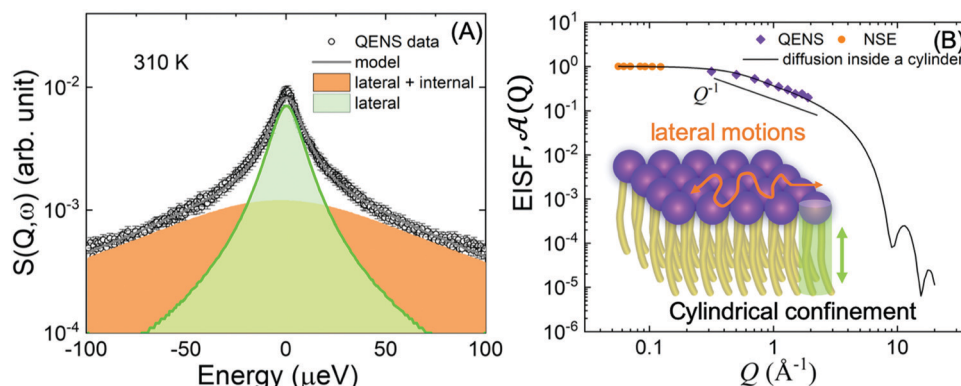 (A)
310 K
QENS data
model
lateral + internal
lateral
S(Q,ω) (arb. unit)
10⁻²
10⁻³
10⁻⁴
-100 -50 0 50 100
Energy (μeV)
(B)
QENS NSE
diffusion inside a cylinder
Q⁻¹
lateral motions
Cylindrical confinement
EISF, 𝒜(Q)
10¹
10⁰
10⁻¹
10⁻²
10⁻³
10⁻⁴
10⁻⁵
10⁻⁶
0.1 1 10
Q (Å⁻¹)